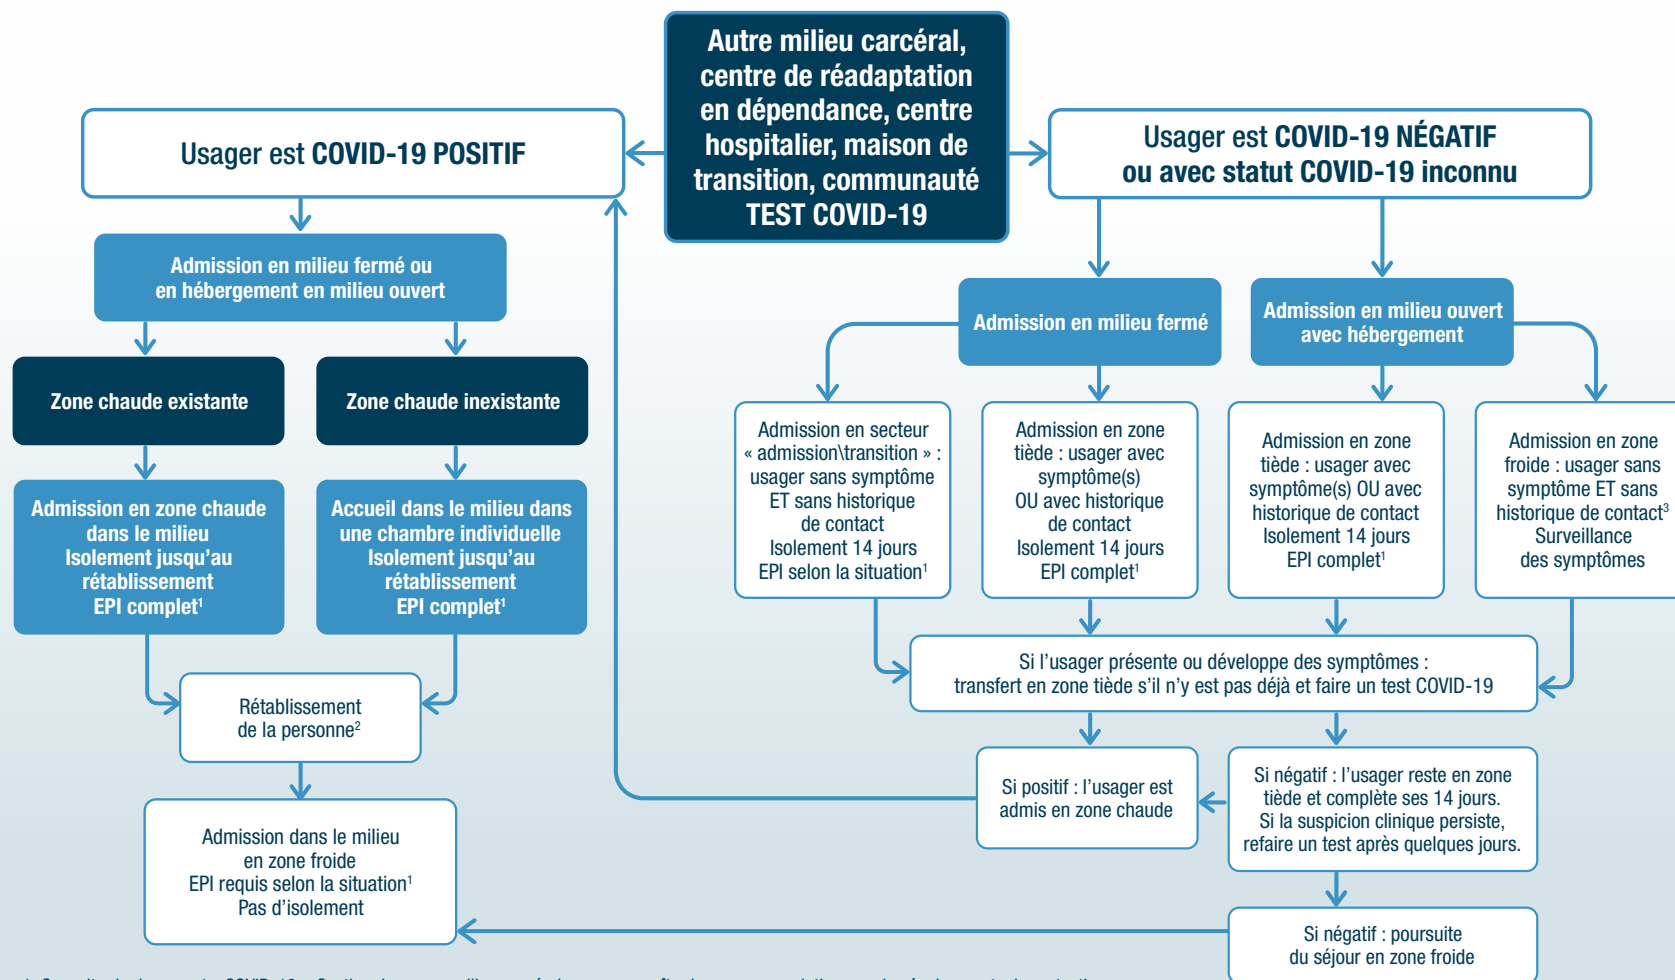 Autre milieu carcéral,
centre de réadaptation
en dépendance, centre
hospitalier, maison de
transition, communauté
TEST COVID-19
Usager est COVID-19 POSITIF
Admission en milieu fermé ou
en hébergement en milieu ouvert
Zone chaude existante
Zone chaude inexistante
Admission en zone chaude
dans le milieu
Isolement jusqu'au
rétablissement
EPI complet¹
Accueil dans le milieu dans
une chambre individuelle
Isolement jusqu'au
rétablissement
EPI complet¹
Rétablissement
de la personne²
Admission dans le milieu
en zone froide
EPI requis selon la situation¹
Pas d'isolement
Usager est COVID-19 NÉGATIF
ou avec statut COVID-19 inconnu
Admission en milieu fermé
Admission en milieu ouvert
avec hébergement
Admission en secteur
« admission\transition » :
usager sans symptôme
ET sans historique
de contact
Isolement 14 jours
EPI selon la situation¹
Admission en zone
tiède : usager avec
symptôme(s)
OU avec historique
de contact
Isolement 14 jours
EPI complet¹
Admission en zone
tiède : usager avec
symptôme(s) OU avec
historique de contact
Isolement 14 jours
EPI complet¹
Admission en zone
froide : usager sans
symptôme ET sans
historique de contact³
Surveillance
des symptômes
Si l'usager présente ou développe des symptômes :
transfert en zone tiède s'il n'y est pas déjà et faire un test COVID-19
Si positif : l'usager est
admis en zone chaude
Si négatif : l'usager reste en zone
tiède et complète ses 14 jours.
Si la suspicion clinique persiste,
refaire un test après quelques jours.
Si négatif : poursuite
du séjour en zone froide